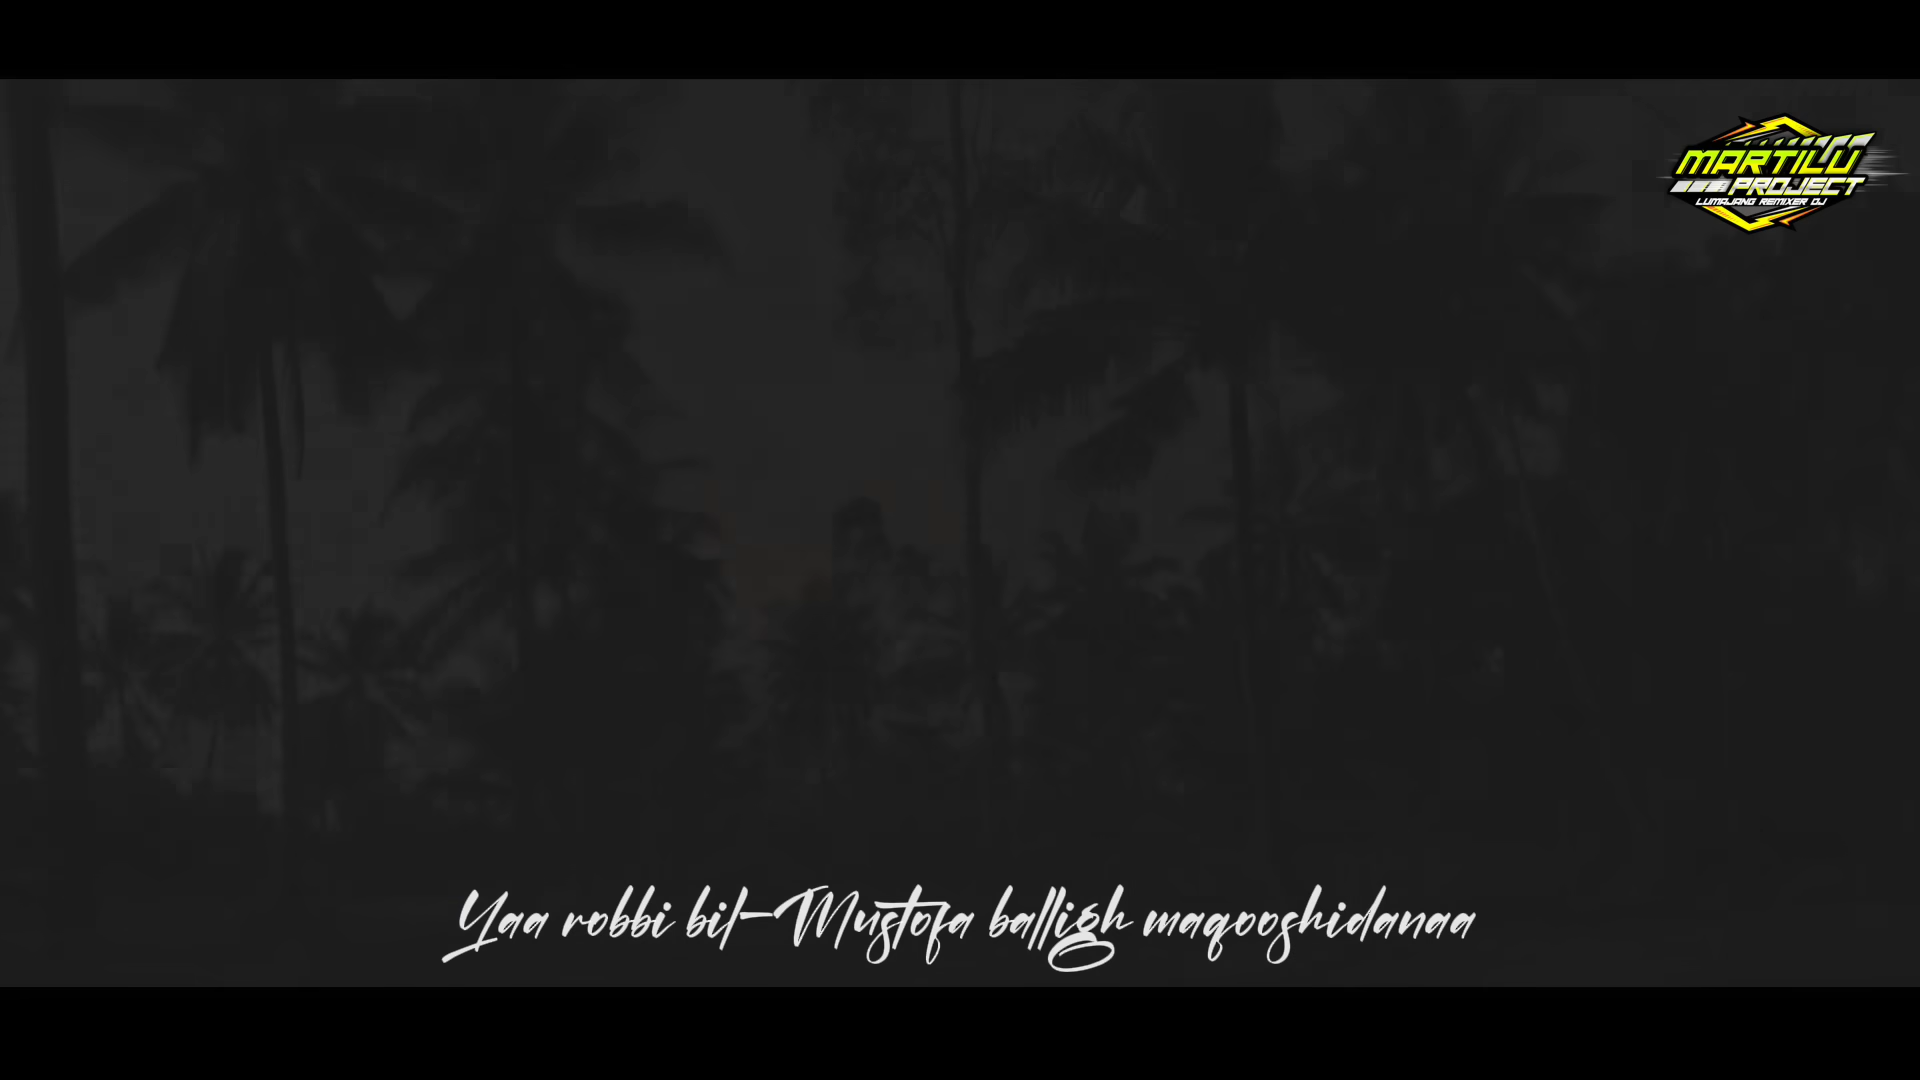 MARTILU
PROJECT
LUMAJANG REMIXER DJ
Yaa robbi bil-Mustofa balligh maqooshidanaa